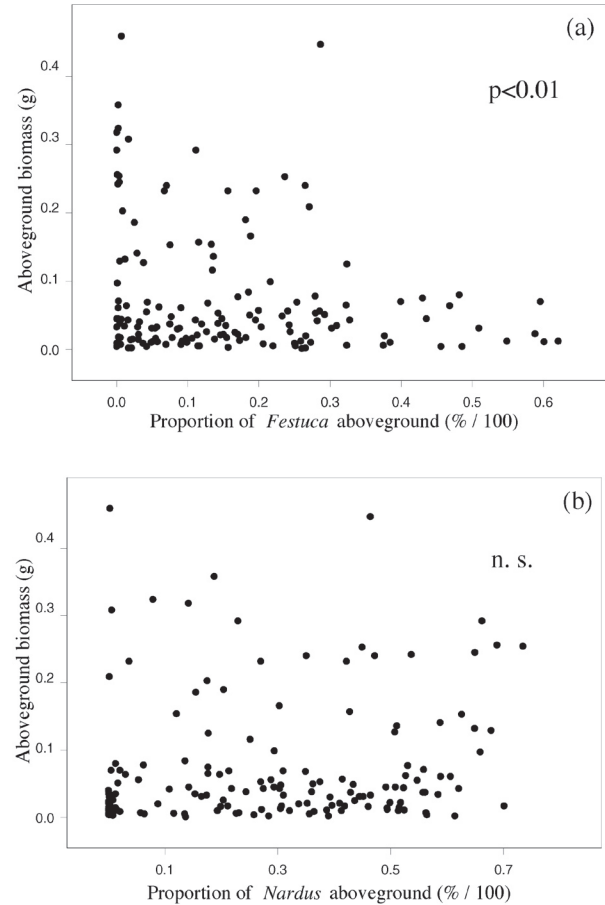 (a)
p<0.01
Aboveground biomass (g)
0.4
0.3
0.2
0.1
0.0
0.0 0.1 0.2 0.3 0.4 0.5 0.6
Proportion of Festuca aboveground (% / 100)
(b)
n. s.
Aboveground biomass (g)
0.4
0.3
0.2
0.1
0.0
0.1 0.3 0.5 0.7
Proportion of Nardus aboveground (% / 100)